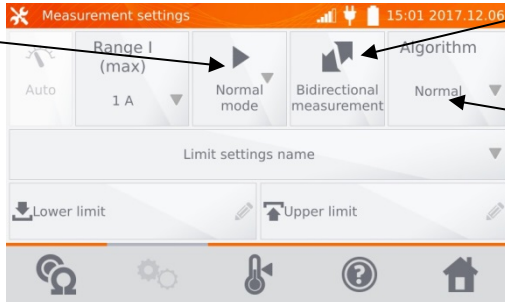 Measurement settings 15:01 2017.12.06
Range I
(max)
Algorithm
Auto
1 A
Normal
mode
Bidirectional
measurement
Normal
Limit settings name
Lower limit
Upper limit